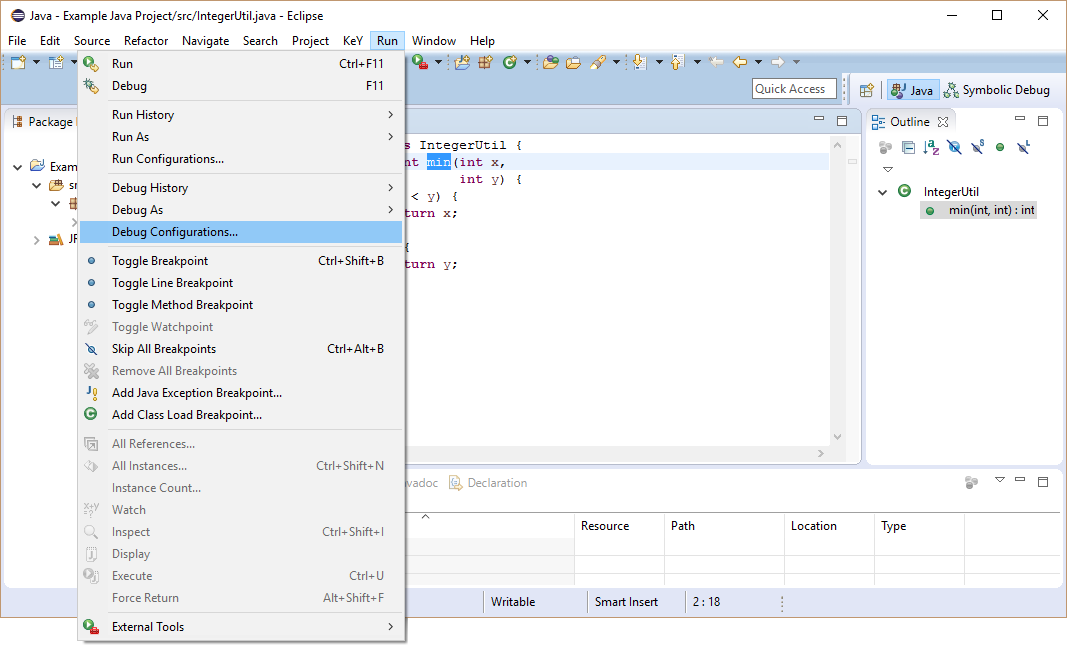 Java - Example Java Project/src/IntegerUtil.java - Eclipse
File Edit Source Refactor Navigate Search Project KeY Run Window Help
Quick Access
Java
Symbolic Debug
Package
Exam
Run Ctrl+F11
Debug F11
Run History
Run As
Run Configurations...
Debug History
Debug As
Debug Configurations...
Toggle Breakpoint Ctrl+Shift+B
Toggle Line Breakpoint
Toggle Method Breakpoint
Toggle Watchpoint
Skip All Breakpoints Ctrl+Alt+B
Remove All Breakpoints
Add Java Exception Breakpoint...
Add Class Load Breakpoint...
All References...
All Instances... Ctrl+Shift+N
Instance Count...
Watch
Inspect Ctrl+Shift+I
Display
Execute Ctrl+U
Force Return Alt+Shift+F
External Tools
s IntegerUtil {
nt min(int x,
int y) {
< y) {
turn x;
{
turn y;
Outline
IntegerUtil
min(int, int) : int
vadoc Declaration
Resource Path Location Type
Writable Smart Insert 2 : 18